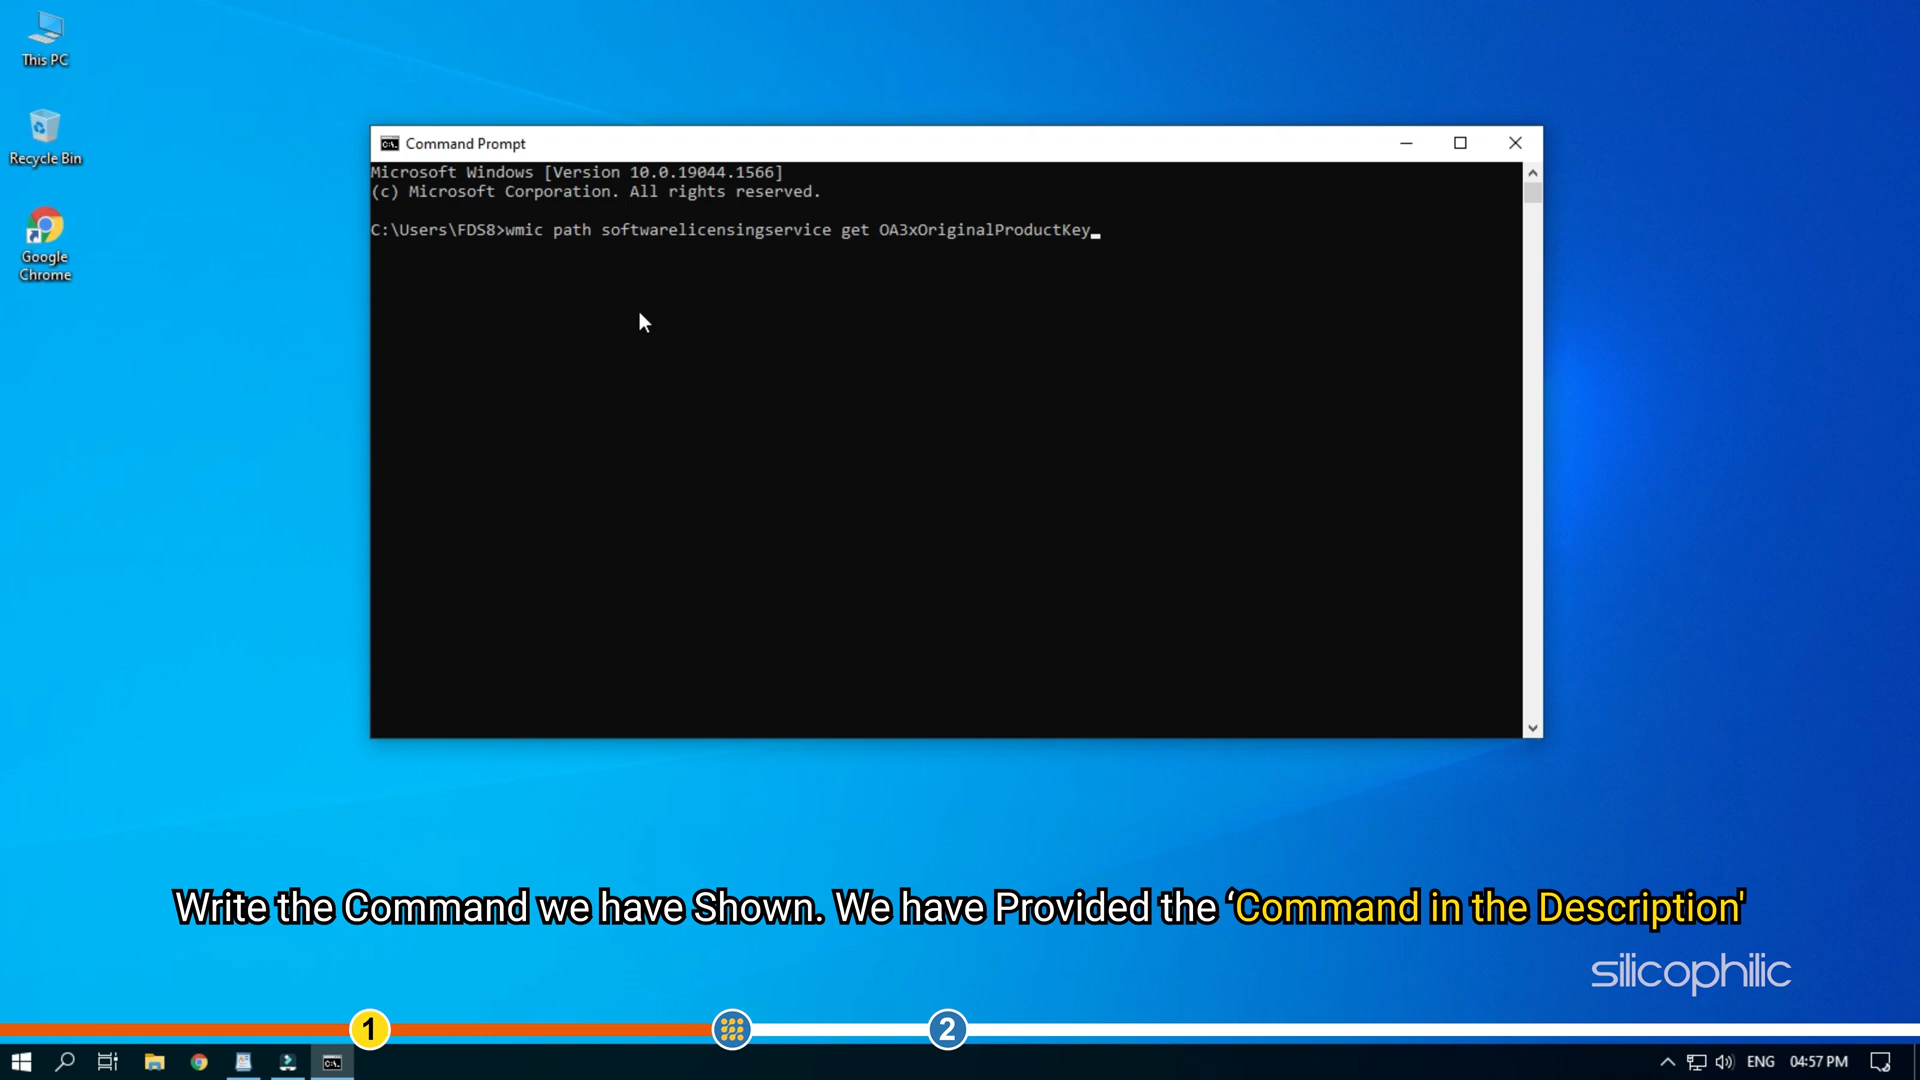 This PC
Recycle Bin
Google
Chrome
Command Prompt
Microsoft Windows [Version 10.0.19044.1566]
(c) Microsoft Corporation. All rights reserved.
C:\Users\FDS8>wmic path softwarelicensingservice get OA3xOriginalProductKey
Write the Command we have Shown. We have Provided the ‘Command in the Description'
silicophilic
1
2
ENG
04:57 PM